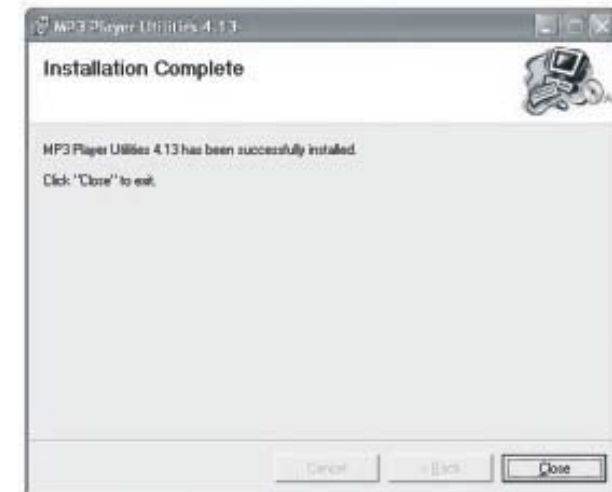 MP3 Player Utilities 4.13
Installation Complete
MP3 Player Utilities 4.13 has been successfully installed.
Click "Close" to exit.
Cancel
< Back
Close